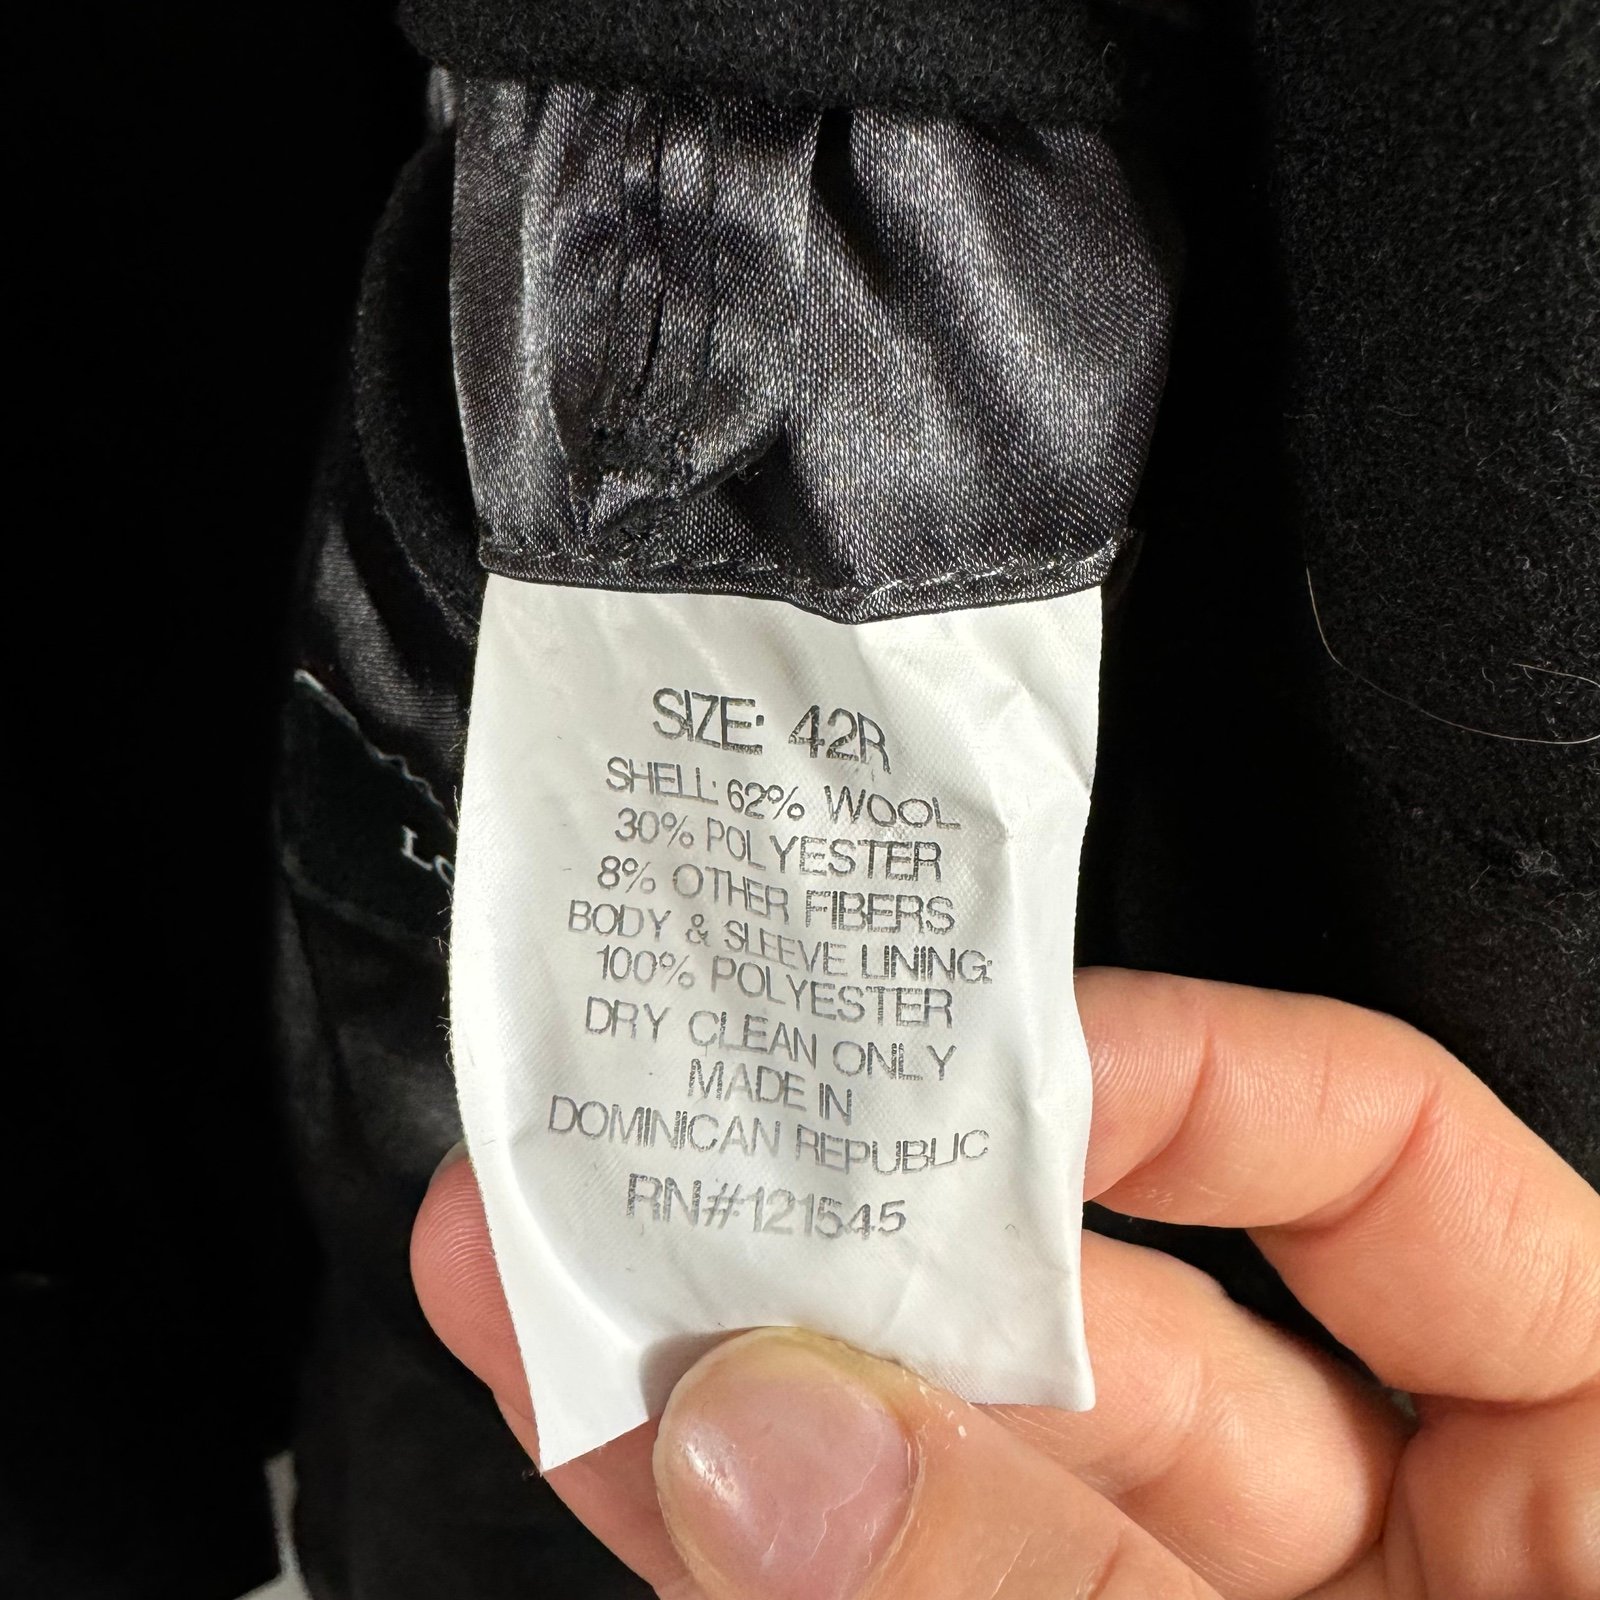 SIZE: 42R
SHELL: 62% WOOL
30% POLYESTER
8% OTHER FIBERS
BODY & SLEEVE LINING:
100% POLYESTER
DRY CLEAN ONLY
MADE IN
DOMINICAN REPUBLIC
RN#121545